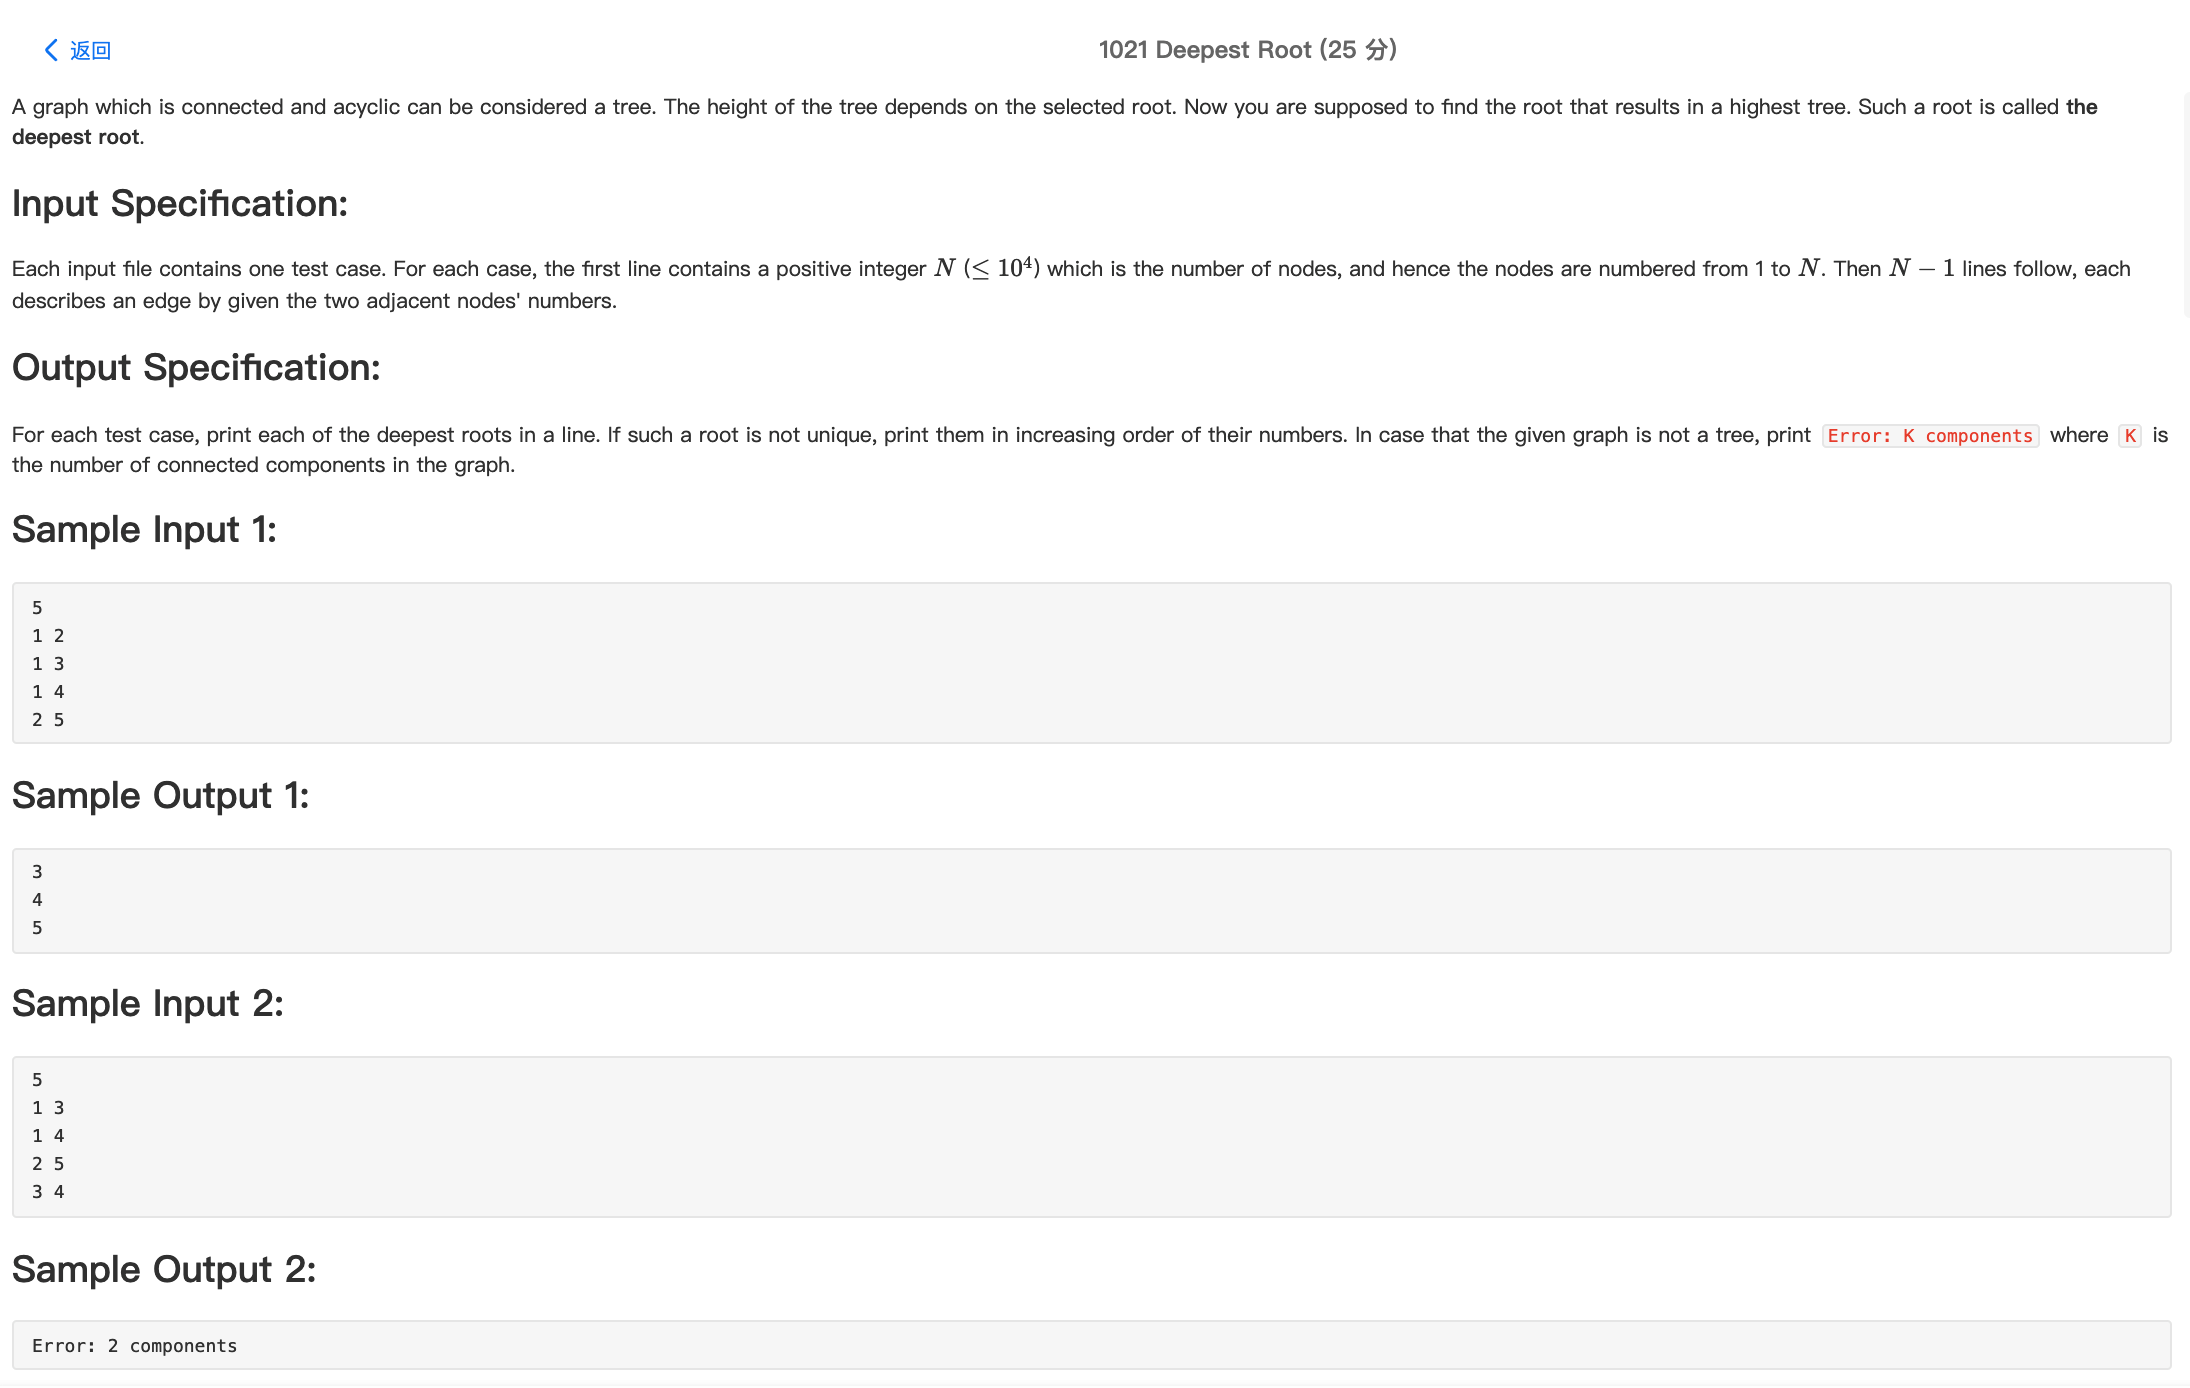 返回
1021 Deepest Root (25 分)
A graph which is connected and acyclic can be considered a tree. The height of the tree depends on the selected root. Now you are supposed to find the root that results in a highest tree. Such a root is called the
deepest root.
Input Specification:
Each input file contains one test case. For each case, the first line contains a positive integer N (≤ 10⁴) which is the number of nodes, and hence the nodes are numbered from 1 to N. Then N − 1 lines follow, each
describes an edge by given the two adjacent nodes' numbers.
Output Specification:
For each test case, print each of the deepest roots in a line. If such a root is not unique, print them in increasing order of their numbers. In case that the given graph is not a tree, print Error: K components where K is
the number of connected components in the graph.
Sample Input 1:
5
1 2
1 3
1 4
2 5
Sample Output 1:
3
4
5
Sample Input 2:
5
1 3
1 4
2 5
3 4
Sample Output 2:
Error: 2 components